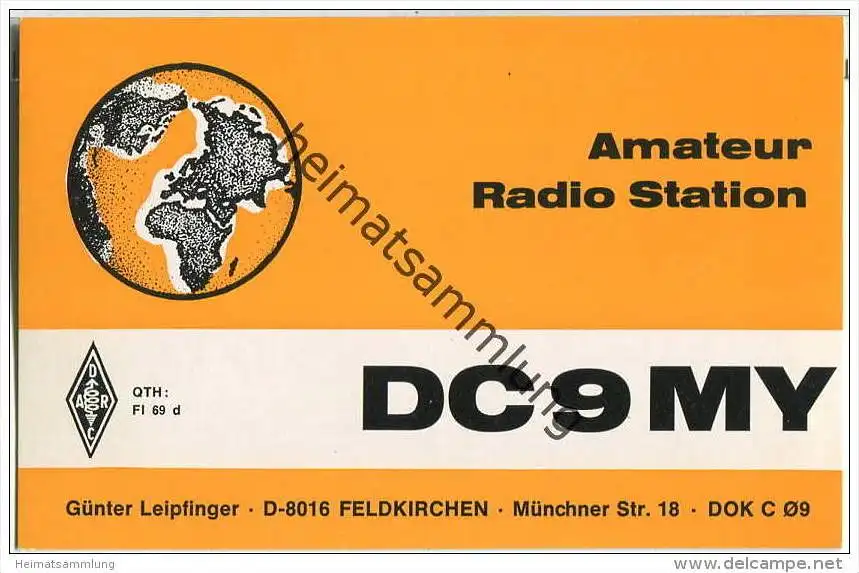 Amateur
Radio Station
heimatsammlung
D
A R
C
QTH:
FI 69 d
DC9MY
Günter Leipfinger · D-8016 FELDKIRCHEN · Münchner Str. 18 · DOK C Ø9
Heimatsammlung
www.delcampe.net